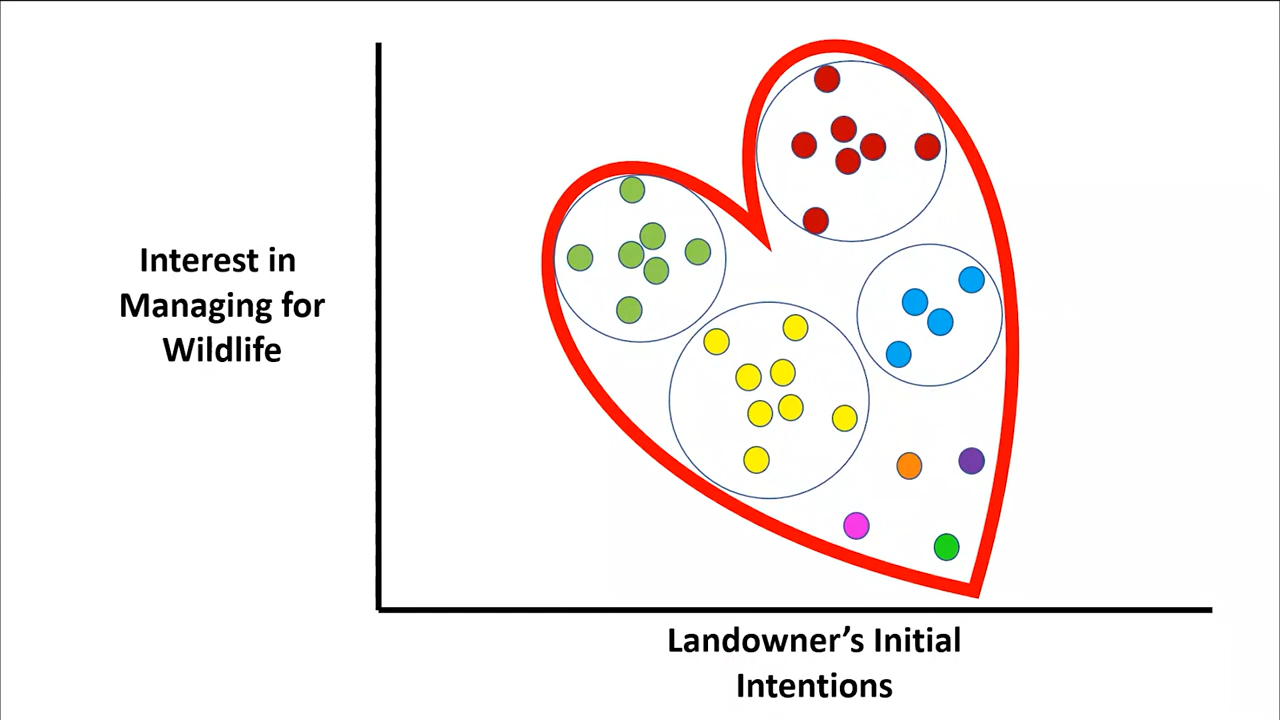 Interest in
Managing for
Wildlife
Landowner’s Initial
Intentions